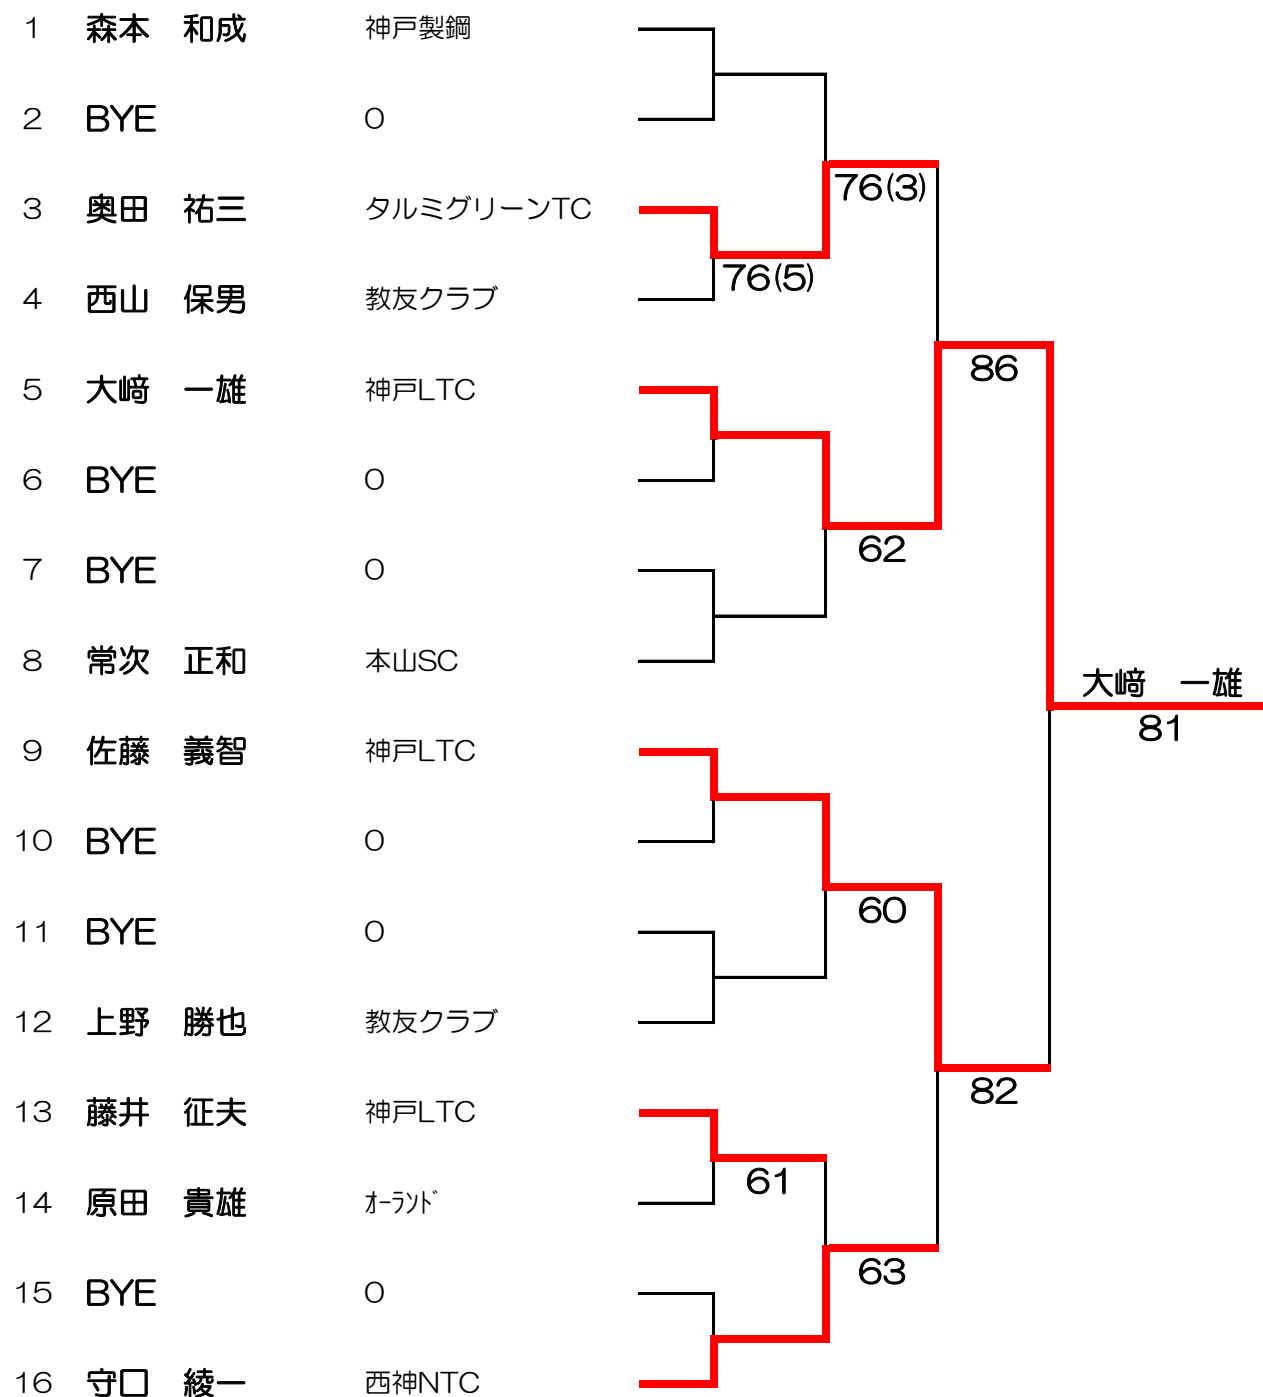 1 森本 和成 神戸製鋼
2 BYE 0
76(3)
3 奥田 祐三 タルミグリーンTC
76(5)
4 西山 保男 教友クラブ
86
5 大﨑 一雄 神戸LTC
6 BYE 0
62
7 BYE 0
8 常次 正和 本山SC
大﨑 一雄
81
9 佐藤 義智 神戸LTC
10 BYE 0
60
11 BYE 0
12 上野 勝也 教友クラブ
82
13 藤井 征夫 神戸LTC
61
14 原田 貴雄 ｵｰﾗﾝﾄﾞ
63
15 BYE 0
16 守口 綾一 西神NTC